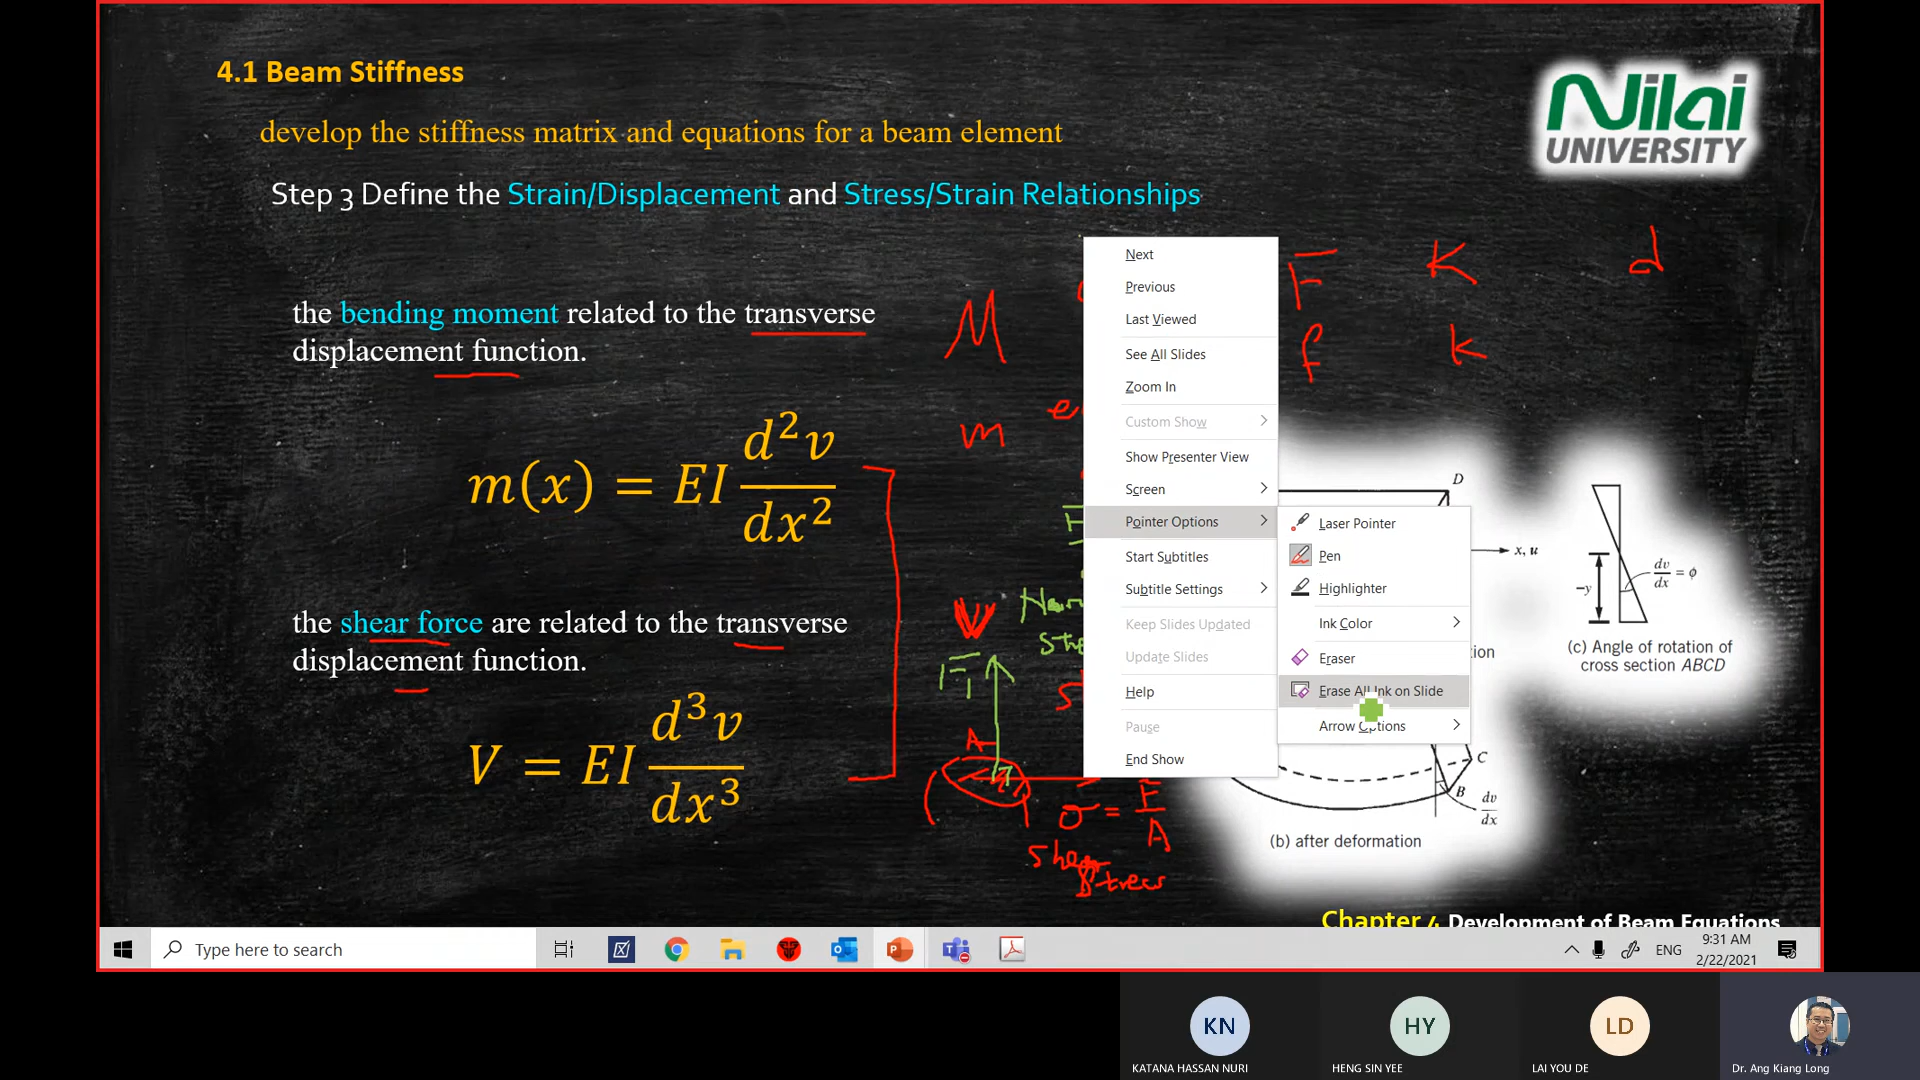 4.1 Beam Stiffness
develop the stiffness matrix and equations for a beam element
Step 3 Define the Strain/Displacement and Stress/Strain Relationships
Nilai
UNIVERSITY
the bending moment related to the transverse
displacement function.
m(x) = EI d²v/dx²
the shear force are related to the transverse
displacement function.
V = EI d³v/dx³
M
F K d
f k
m
F
A
σ = F/A
shear
stress
Next
Previous
Last Viewed
See All Slides
Zoom In
Custom Show
Show Presenter View
Screen
Pointer Options
Start Subtitles
Subtitle Settings
Keep Slides Updated
Update Slides
Help
Pause
End Show
Laser Pointer
Pen
Highlighter
Ink Color
Eraser
Erase All Ink on Slide
Arrow Options
D
x, u
C
B
dv/dx
(b) after deformation
-y
dv/dx = ϕ
(c) Angle of rotation of
cross section ABCD
Chapter 4 Development of Beam Equations
Type here to search
ENG
9:31 AM
2/22/2021
KN
HY
LD
KATANA HASSAN NURI
HENG SIN YEE
LAI YOU DE
Dr. Ang Kiang Long